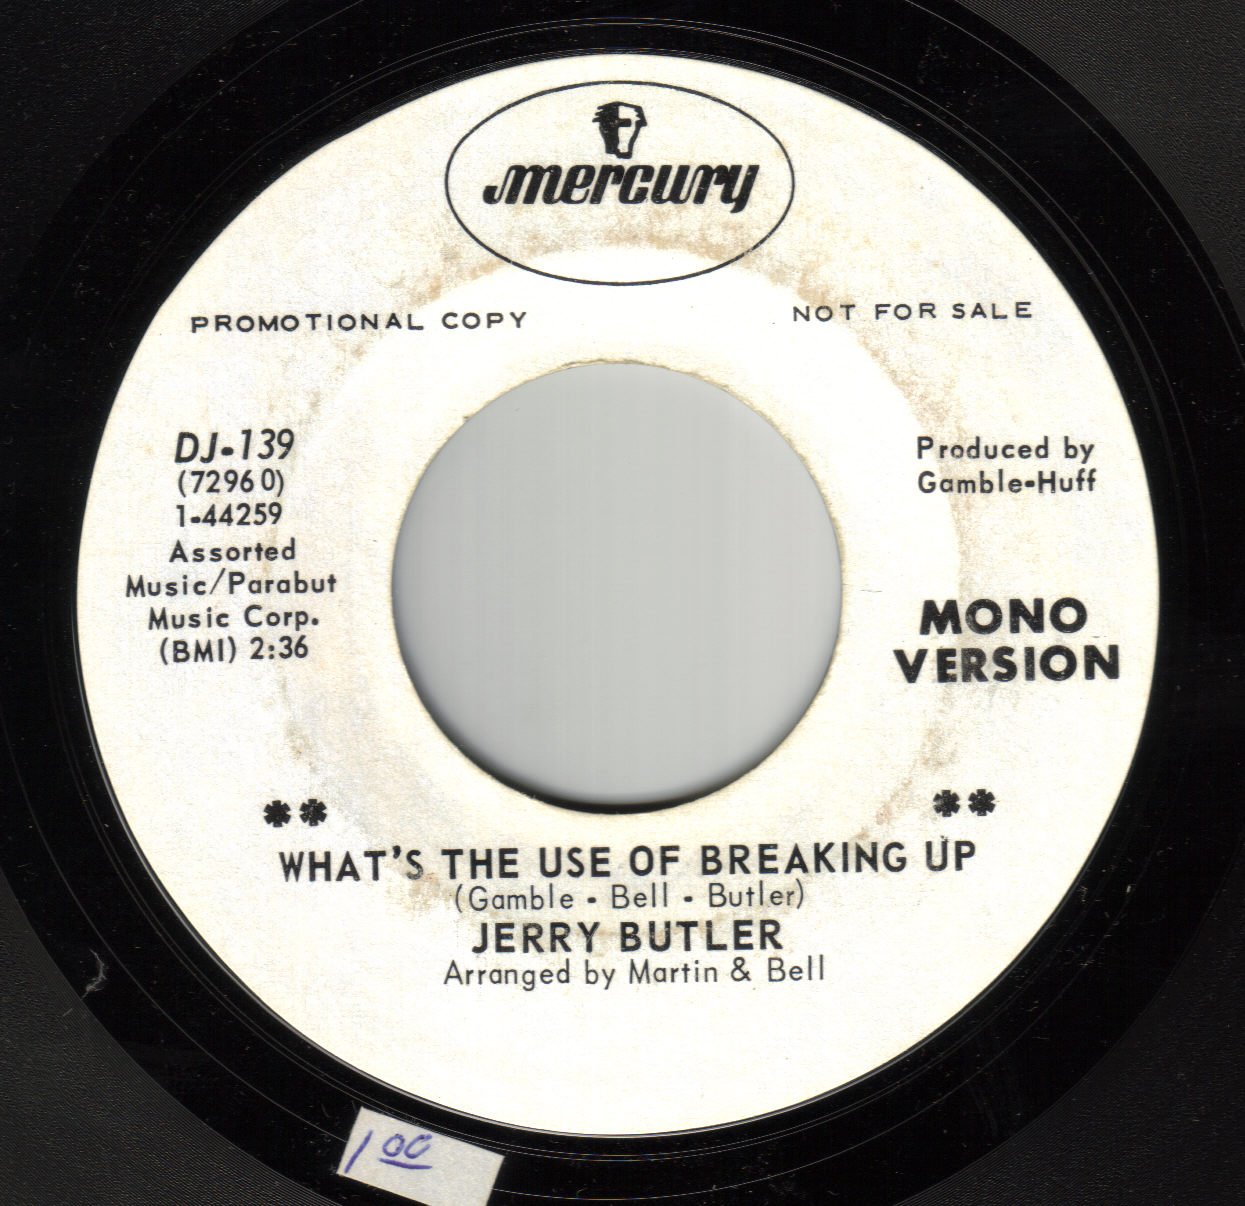 mercury
PROMOTIONAL COPY
NOT FOR SALE
DJ-139
(72960)
1-44259
Assorted
Music/Parabut
Music Corp.
(BMI) 2:36
Produced by
Gamble-Huff
MONO
VERSION
** **
WHAT'S THE USE OF BREAKING UP
(Gamble - Bell - Butler)
JERRY BUTLER
Arranged by Martin & Bell
1 00